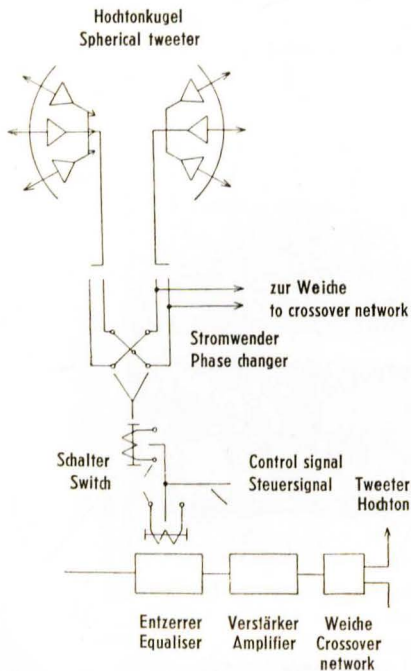 Hochtonkugel
Spherical tweeter
zur Weiche
to crossover network
Stromwender
Phase changer
Schalter
Switch
Control signal
Steuersignal
Tweeter
Hochton
Entzerrer
Equaliser
Verstärker
Amplifier
Weiche
Crossover
network